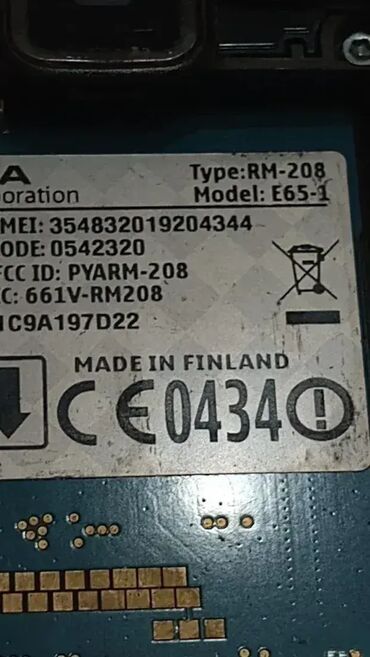 A
Type:RM-208
oration
Model: E65-1
MEI: 354832019204344
ODE: 0542320
FCC ID: PYARM-208
C: 661V-RM208
1C9A197D22
MADE IN FINLAND
CE0434